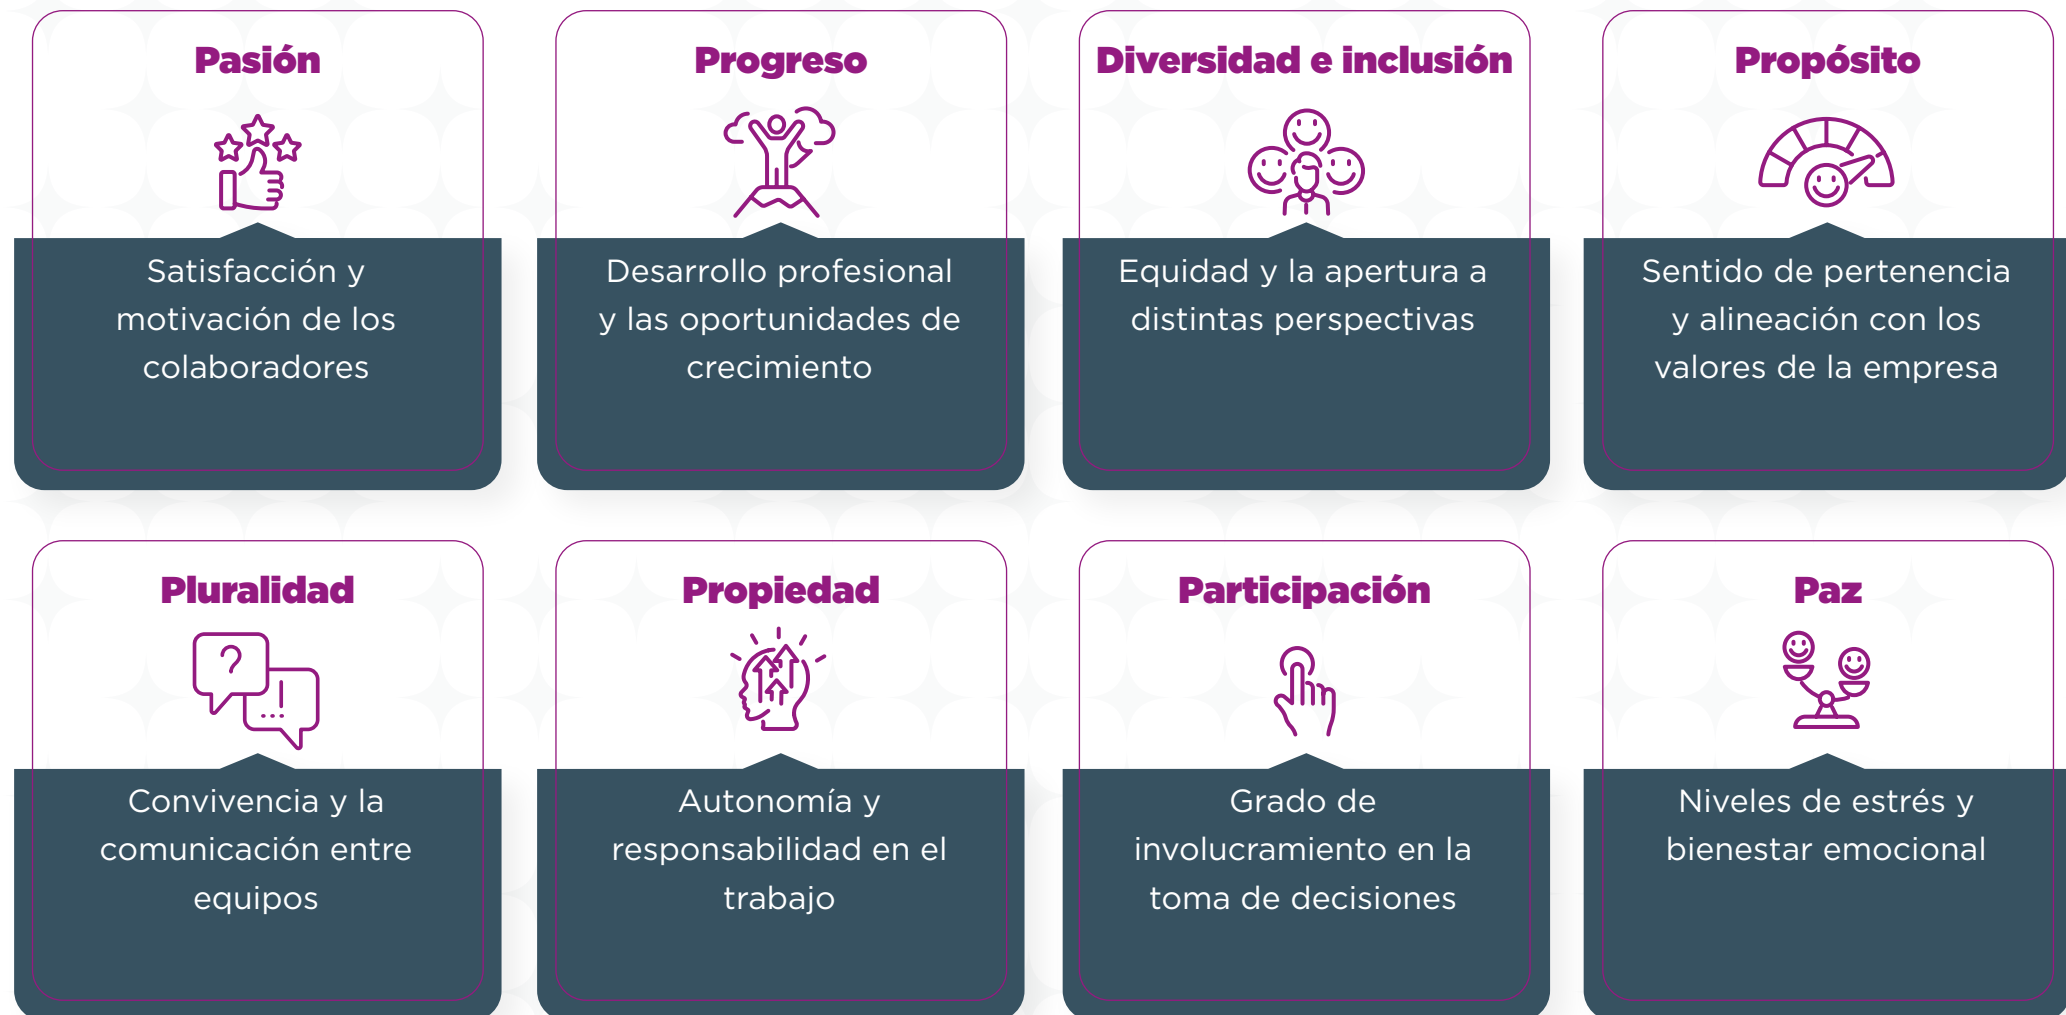 Pasión
Satisfacción y
motivación de los
colaboradores
Progreso
Desarrollo profesional
y las oportunidades de
crecimiento
Diversidad e inclusión
Equidad y la apertura a
distintas perspectivas
Propósito
Sentido de pertenencia
y alineación con los
valores de la empresa
Pluralidad
?
!
...
Convivencia y la
comunicación entre
equipos
Propiedad
Autonomía y
responsabilidad en el
trabajo
Participación
Grado de
involucramiento en la
toma de decisiones
Paz
Niveles de estrés y
bienestar emocional